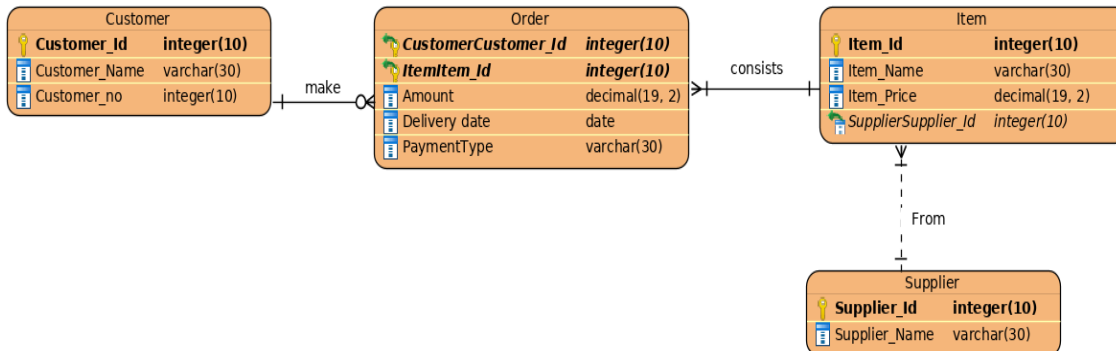 Customer
Customer_Id integer(10)
Customer_Name varchar(30)
Customer_no integer(10)
make
Order
CustomerCustomer_Id integer(10)
ItemItem_Id integer(10)
Amount decimal(19, 2)
Delivery date date
PaymentType varchar(30)
consists
Item
Item_Id integer(10)
Item_Name varchar(30)
Item_Price decimal(19, 2)
SupplierSupplier_Id integer(10)
From
Supplier
Supplier_Id integer(10)
Supplier_Name varchar(30)